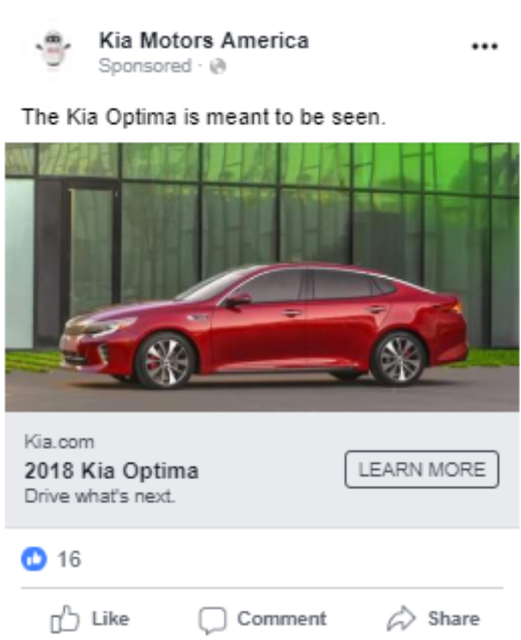 Kia Motors America
Sponsored ·
The Kia Optima is meant to be seen.
Kia.com
2018 Kia Optima
Drive what's next.
LEARN MORE
16
Like
Comment
Share